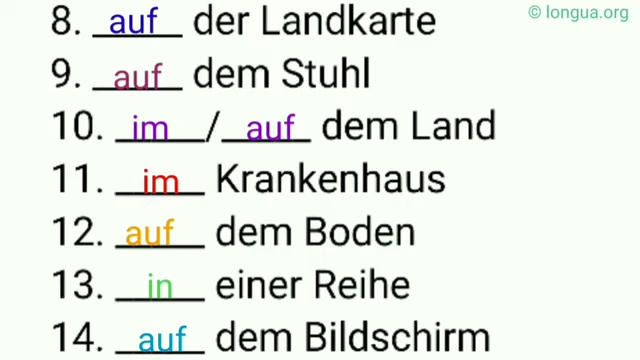 © longua.org
8. auf der Landkarte
9. auf dem Stuhl
10. im/auf dem Land
11. im Krankenhaus
12. auf dem Boden
13. in einer Reihe
14. auf dem Bildschirm